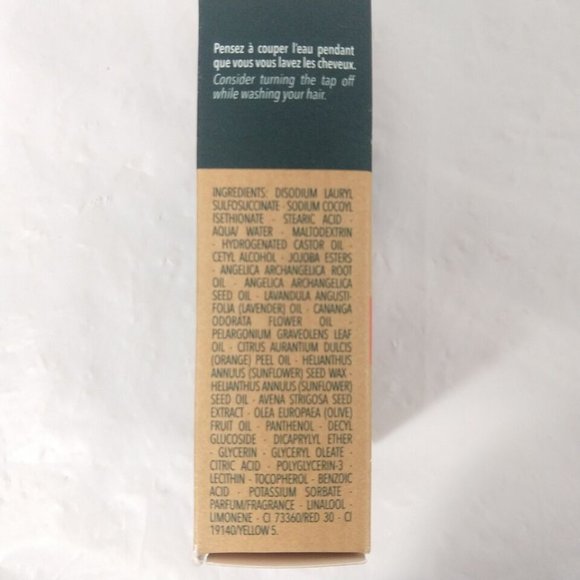 Pensez à couper l'eau pendant
que vous vous lavez les cheveux.
Consider turning the tap off
while washing your hair.
INGREDIENTS: DISODIUM LAURYL
SULFOSUCCINATE · SODIUM COCOYL
ISETHIONATE · STEARIC ACID ·
AQUA/ WATER · MALTODEXTRIN
· HYDROGENATED CASTOR OIL ·
CETYL ALCOHOL · JOJOBA ESTERS
· ANGELICA ARCHANGELICA ROOT
OIL · ANGELICA ARCHANGELICA
SEED OIL · LAVANDULA ANGUSTI-
FOLIA (LAVENDER) OIL · CANANGA
ODORATA FLOWER OIL ·
PELARGONIUM GRAVEOLENS LEAF
OIL · CITRUS AURANTIUM DULCIS
(ORANGE) PEEL OIL · HELIANTHUS
ANNUUS (SUNFLOWER) SEED WAX ·
HELIANTHUS ANNUUS (SUNFLOWER)
SEED OIL · AVENA STRIGOSA SEED
EXTRACT · OLEA EUROPAEA (OLIVE)
FRUIT OIL · PANTHENOL · DECYL
GLUCOSIDE · DICAPRYLYL ETHER
· GLYCERIN · GLYCERYL OLEATE ·
CITRIC ACID · POLYGLYCERIN-3 ·
LECITHIN · TOCOPHEROL · BENZOIC
ACID · POTASSIUM SORBATE ·
PARFUM/FRAGRANCE · LINALOOL ·
LIMONENE · CI 73360/RED 30 · CI
19140/YELLOW 5.